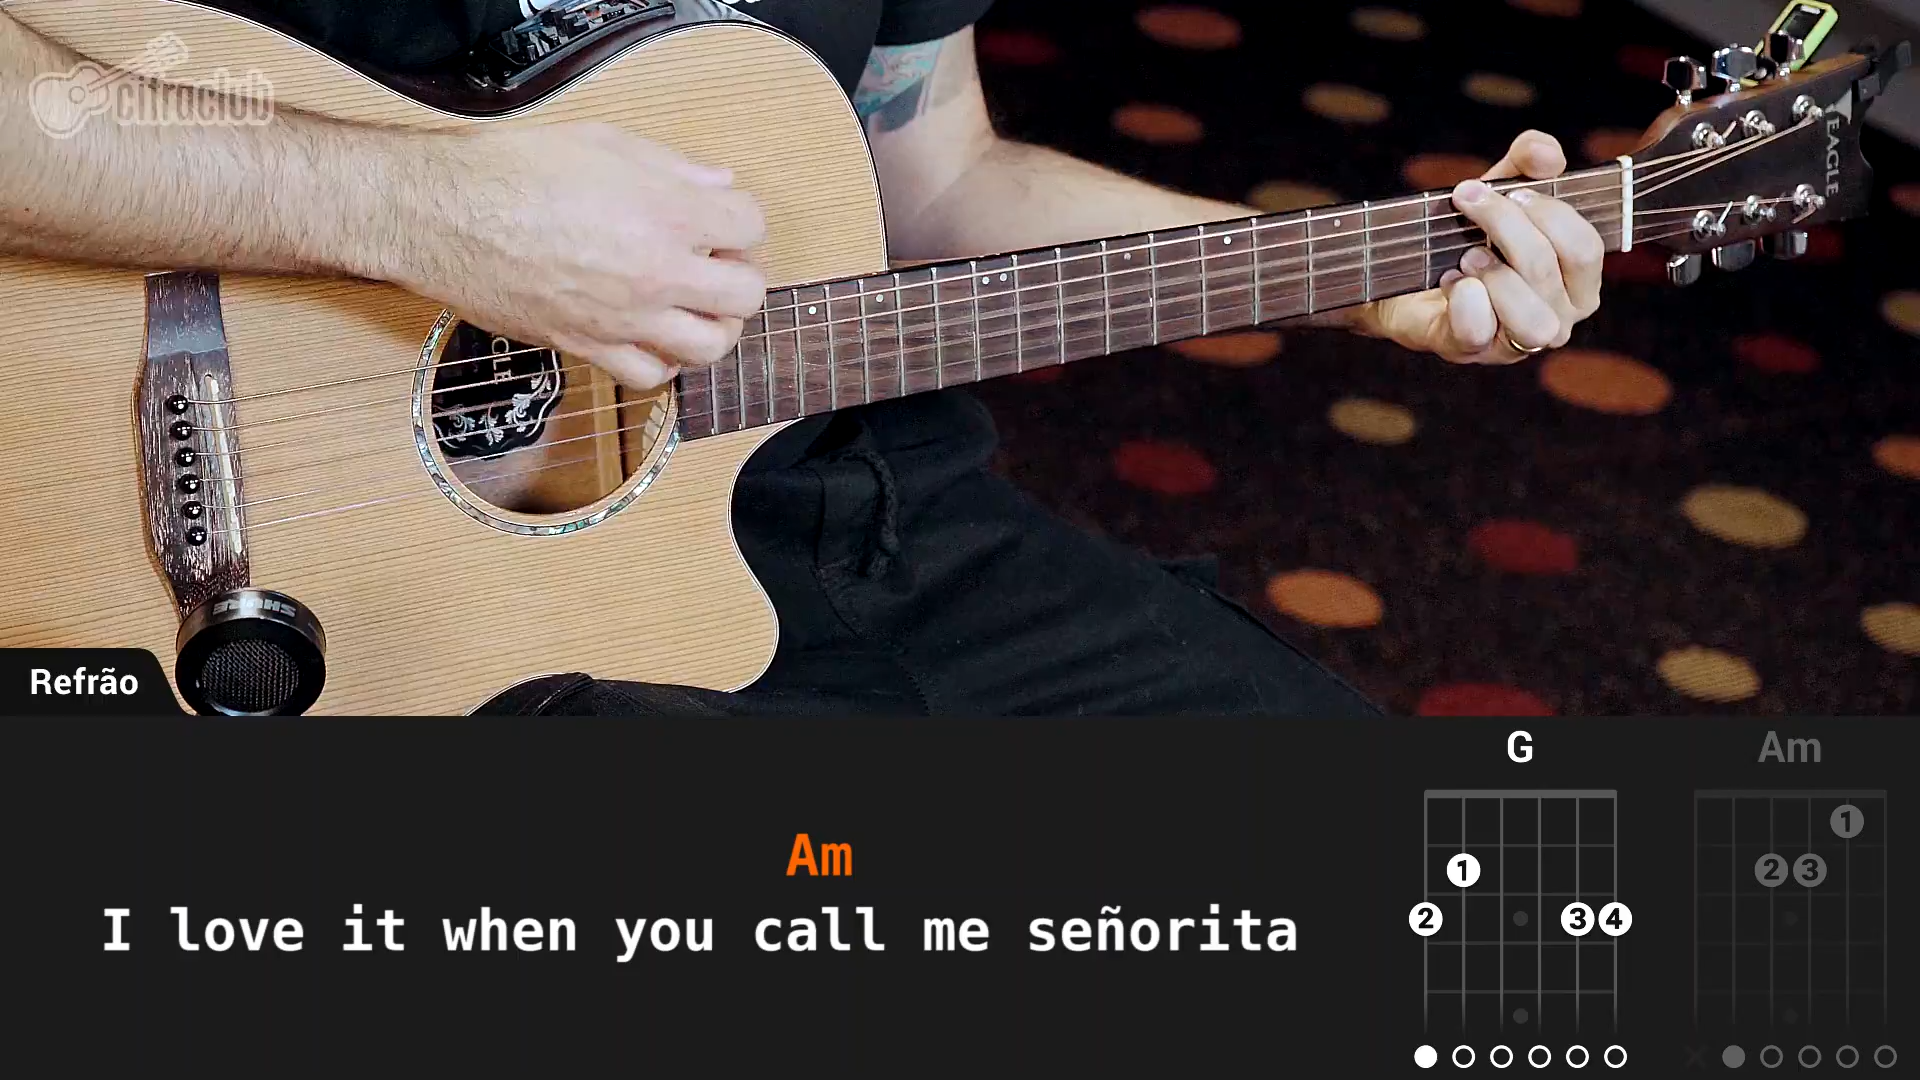 cifraclub
EAGLE
SHURE
Refrão
G Am
Am
I love it when you call me señorita
1
1
2 3
2
3 4